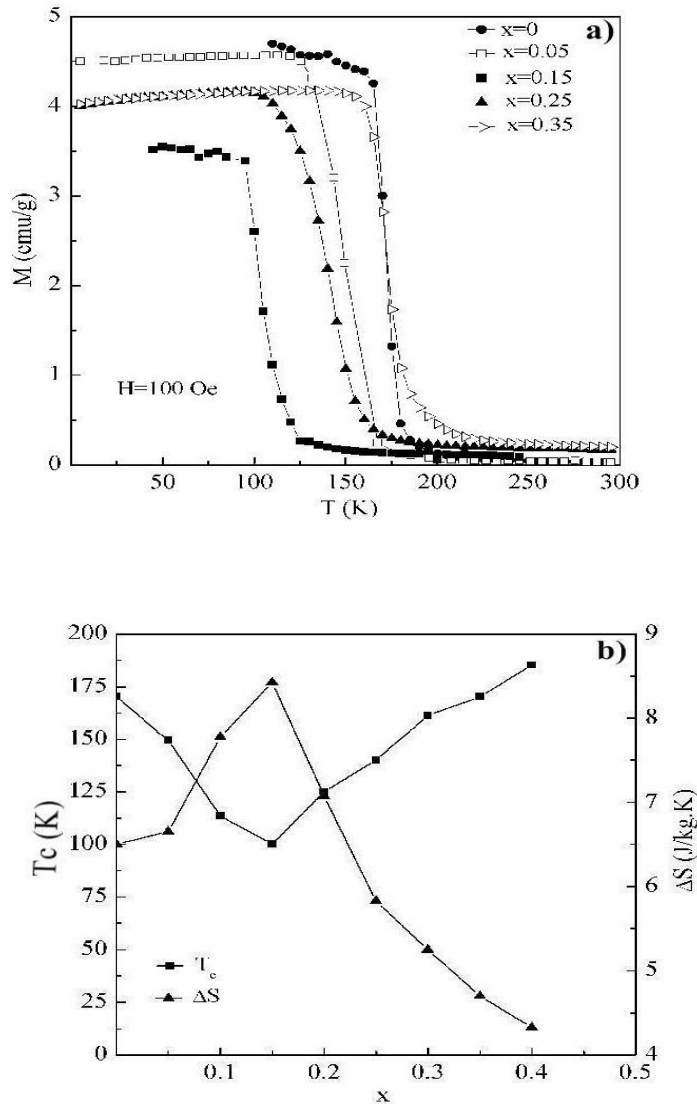 a)
x=0
x=0.05
x=0.15
x=0.25
x=0.35
5
4
3
2
1
0
M (emu/g)
H=100 Oe
50 100 150 200 250 300
T (K)
b)
200
175
150
125
100
75
50
25
0
Tc (K)
9
8
7
6
5
4
ΔS (J/kg.K)
Tc
ΔS
0.1 0.2 0.3 0.4 0.5
x